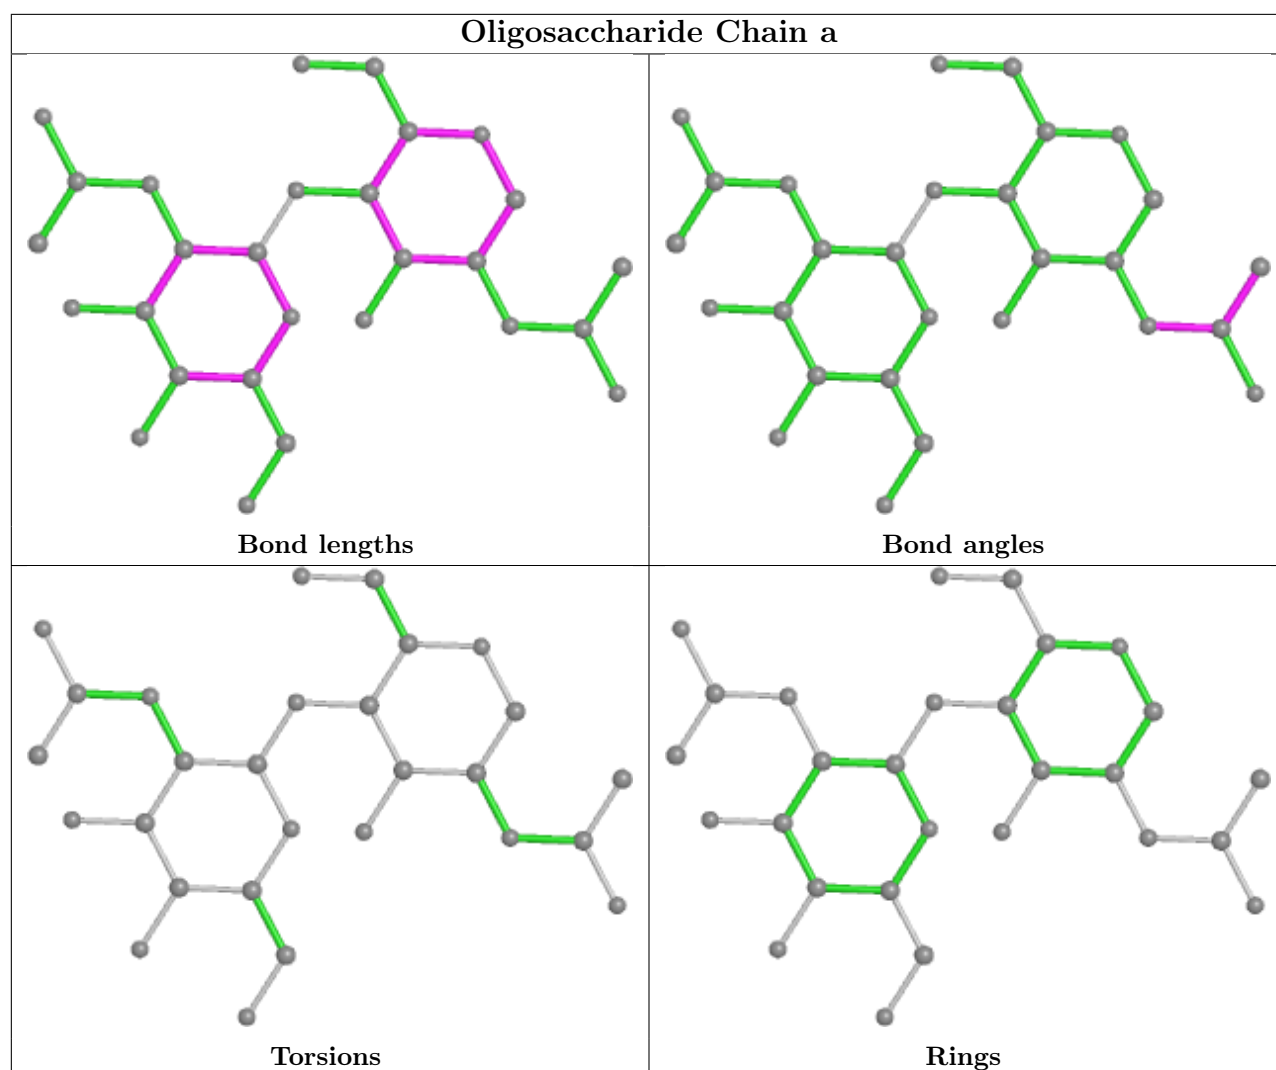 Oligosaccharide Chain a
Bond lengths
Bond angles
Torsions
Rings